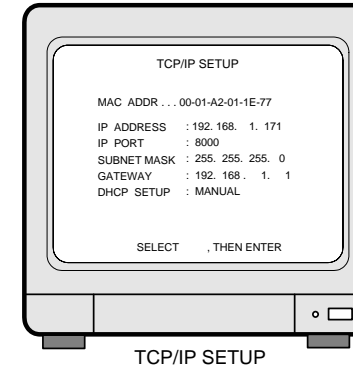 TCP/IP SETUP
MAC ADDR . . . 00-01-A2-01-1E-77
IP ADDRESS : 192. 168. 1. 171
IP PORT : 8000
SUBNET MASK : 255. 255. 255. 0
GATEWAY : 192. 168 . 1. 1
DHCP SETUP : MANUAL
SELECT , THEN ENTER
TCP/IP SETUP